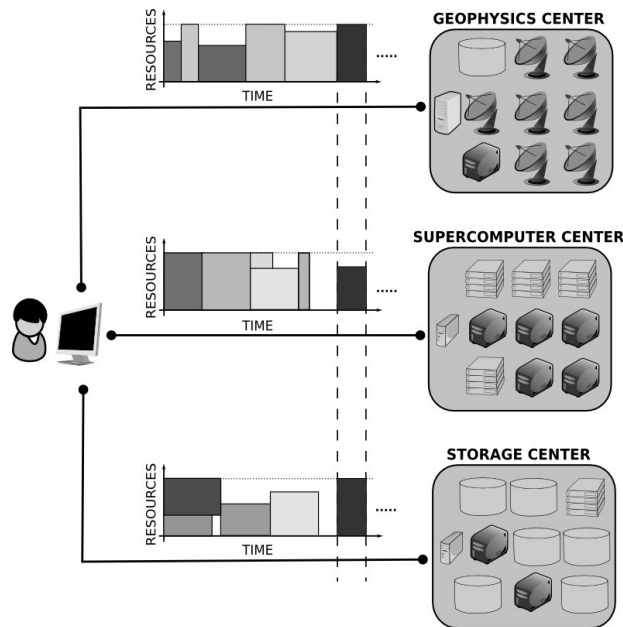 GEOPHYSICS CENTER
RESOURCES
.....
TIME
SUPERCOMPUTER CENTER
RESOURCES
.....
TIME
STORAGE CENTER
RESOURCES
.....
TIME